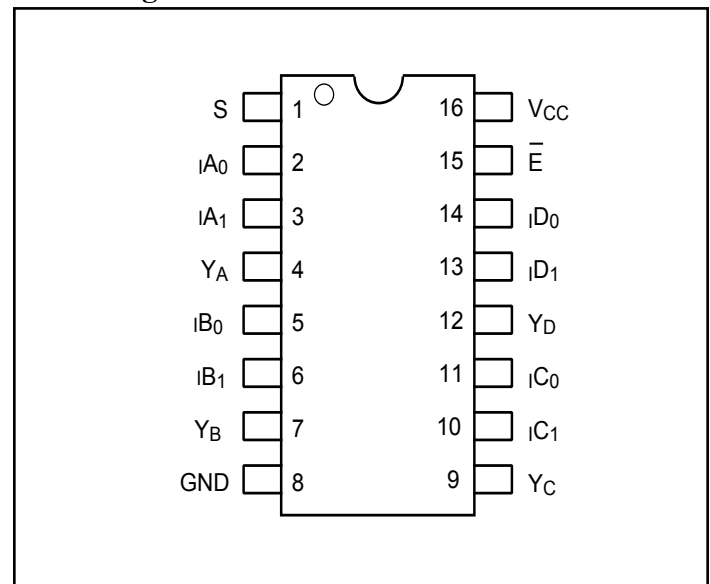 S 1 16 VCC
IA0 2 15 E̅
IA1 3 14 ID0
YA 4 13 ID1
IB0 5 12 YD
IB1 6 11 IC0
YB 7 10 IC1
GND 8 9 YC